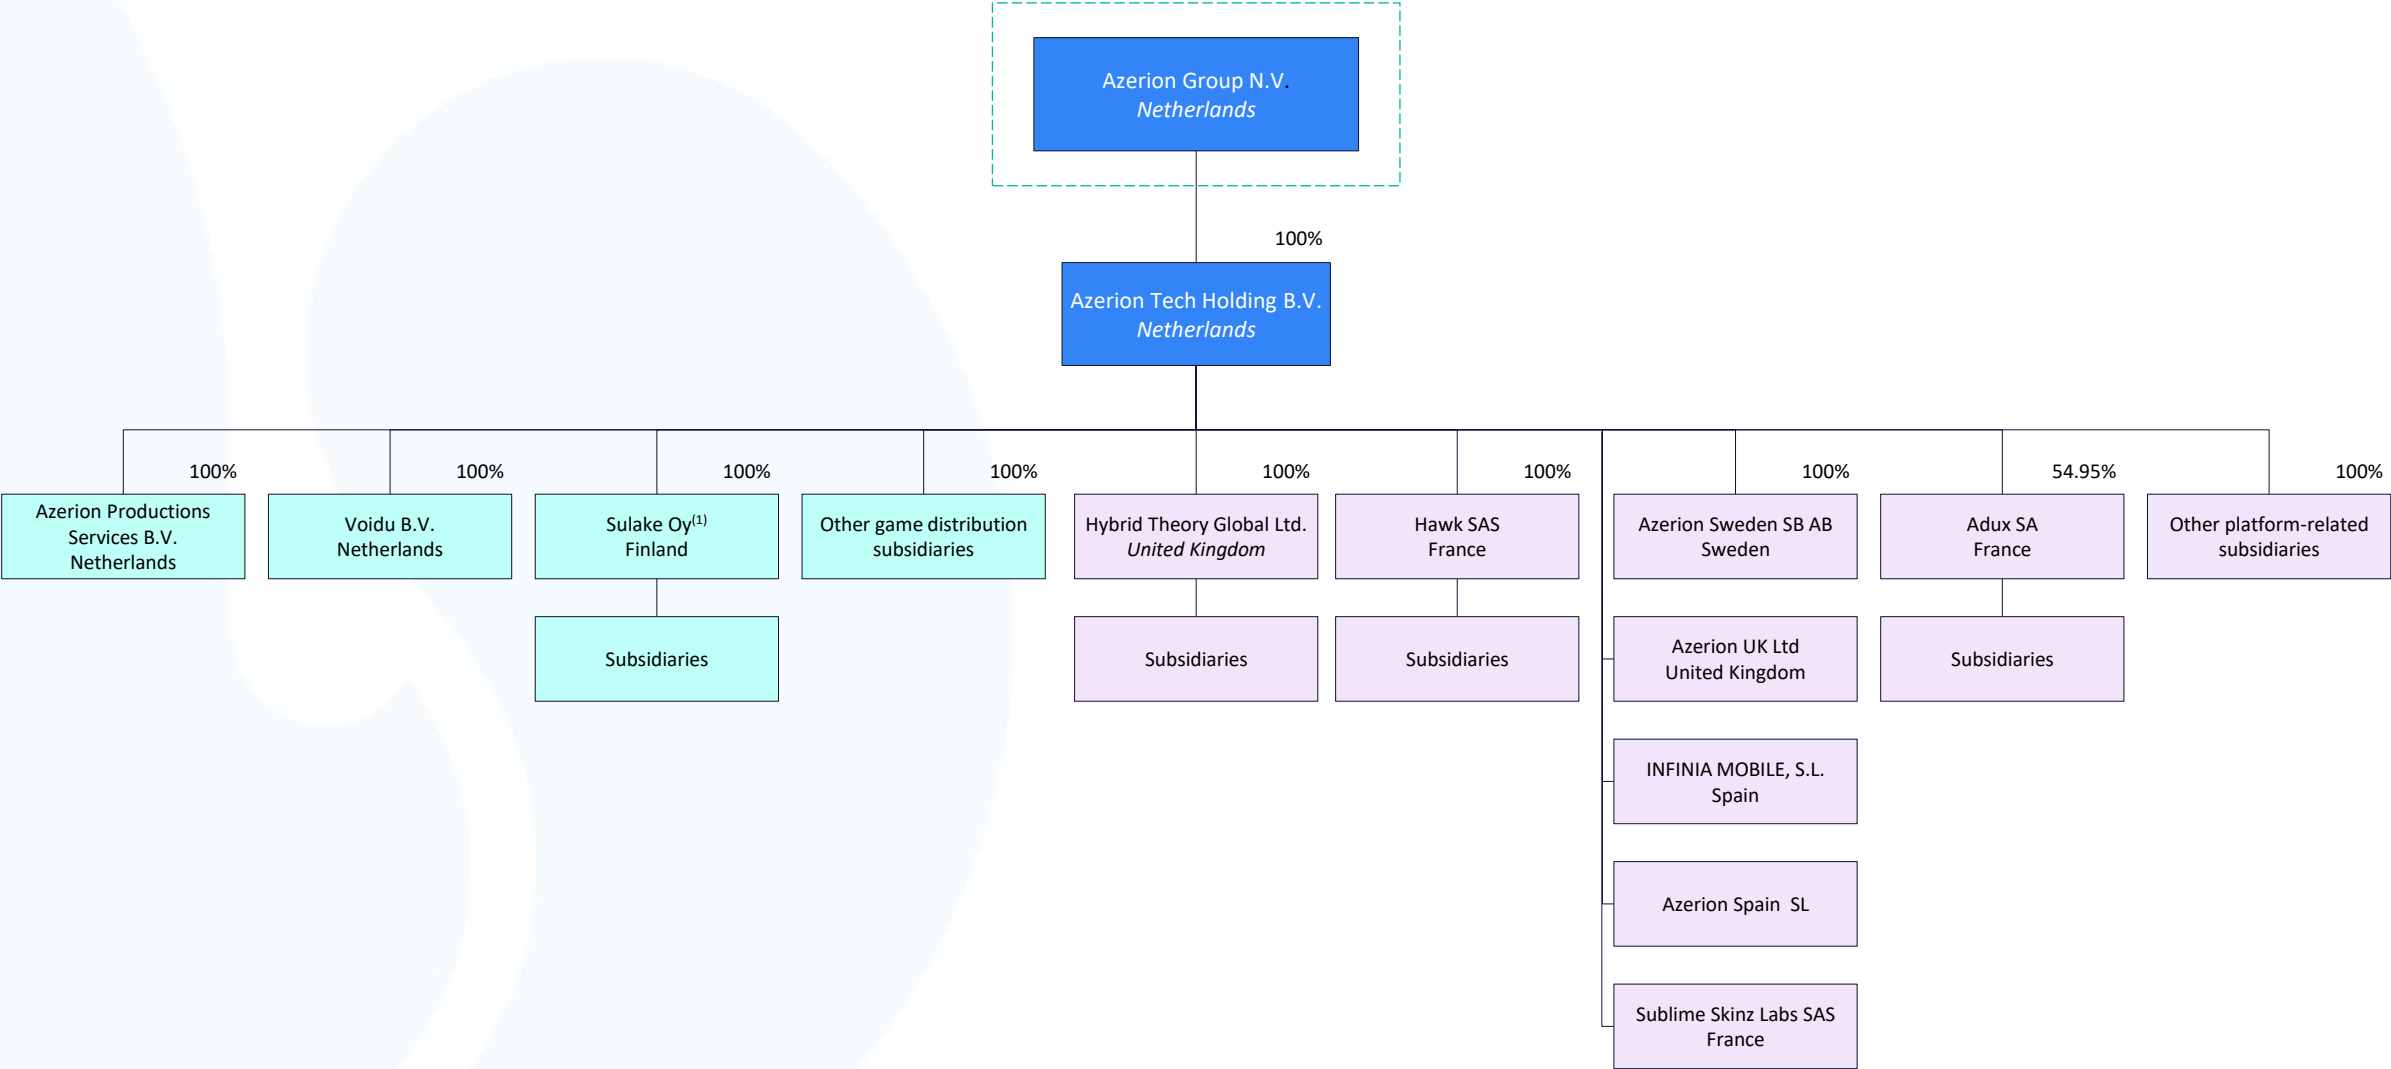 Azerion Group N.V.
Netherlands
100%
Azerion Tech Holding B.V.
Netherlands
100%
Azerion Productions
Services B.V.
Netherlands
100%
Voidu B.V.
Netherlands
100%
Sulake Oy(1)
Finland
Subsidiaries
100%
Other game distribution
subsidiaries
100%
Hybrid Theory Global Ltd.
United Kingdom
Subsidiaries
100%
Hawk SAS
France
Subsidiaries
100%
Azerion Sweden SB AB
Sweden
Azerion UK Ltd
United Kingdom
INFINIA MOBILE, S.L.
Spain
Azerion Spain  SL
Sublime Skinz Labs SAS
France
54.95%
Adux SA
France
Subsidiaries
100%
Other platform-related
subsidiaries